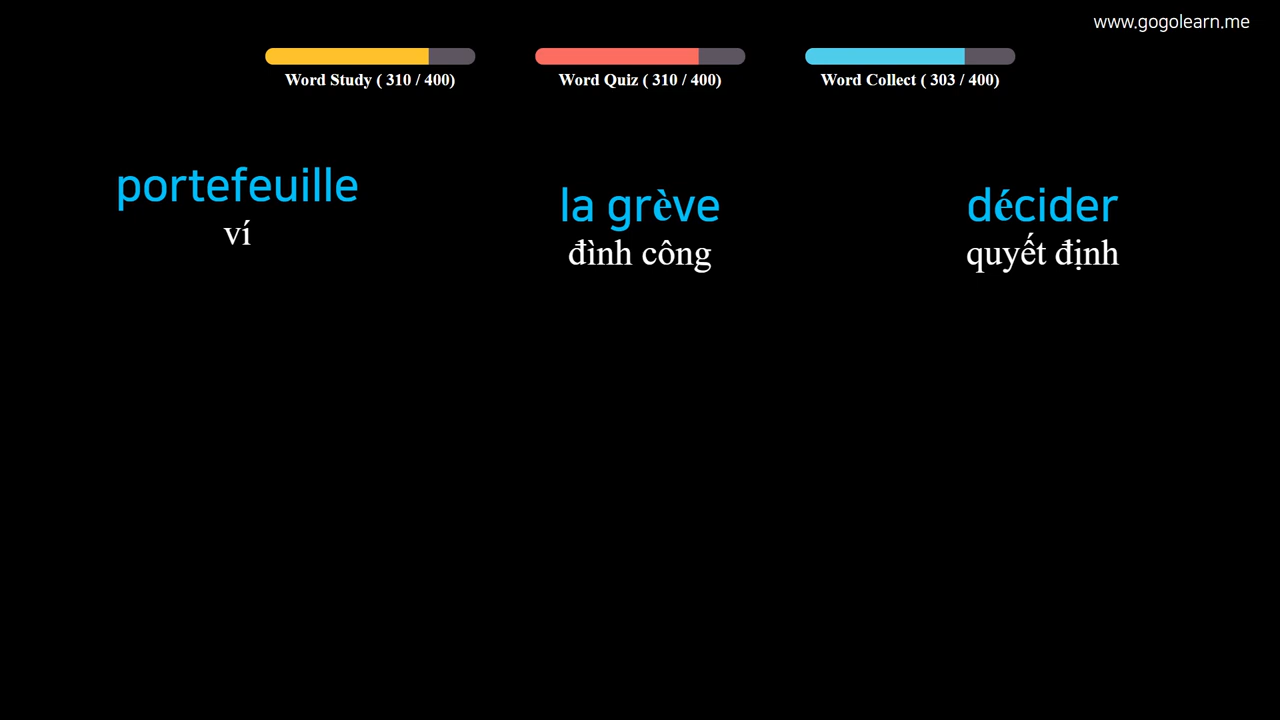 www.gogolearn.me
Word Study ( 310 / 400)
Word Quiz ( 310 / 400)
Word Collect ( 303 / 400)
portefeuille
ví
la grève
đình công
décider
quyết định